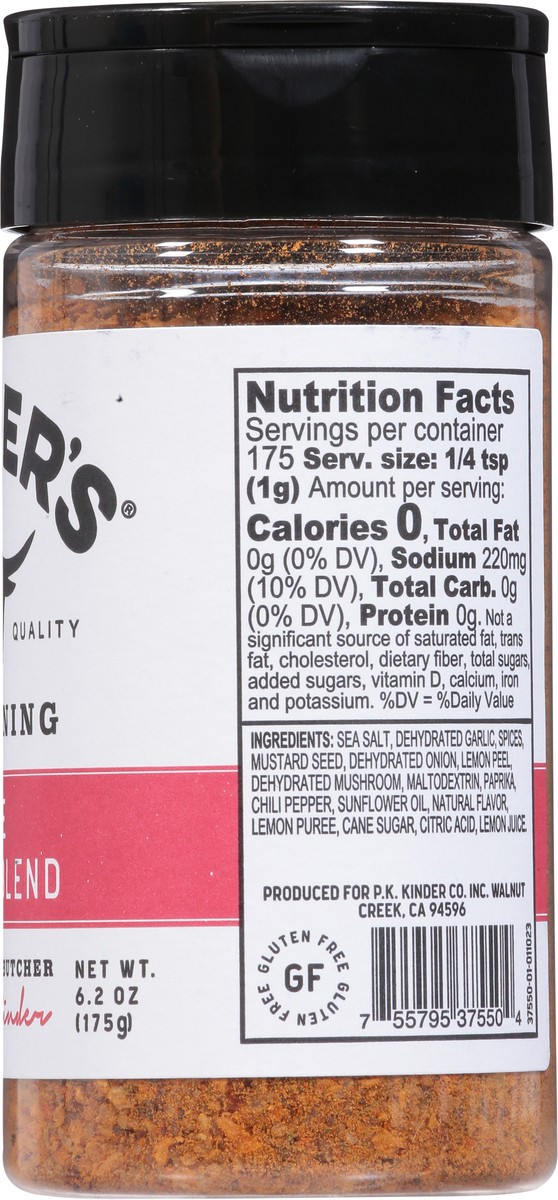 ER'S®
QUALITY
NING
E
LEND
BUTCHER
inder
NET WT.
6.2 OZ
(175g)
Nutrition Facts
Servings per container
175 Serv. size: 1/4 tsp
(1g) Amount per serving:
Calories 0, Total Fat
0g (0% DV), Sodium 220mg
(10% DV), Total Carb. 0g
(0% DV), Protein 0g. Not a
significant source of saturated fat, trans
fat, cholesterol, dietary fiber, total sugars,
added sugars, vitamin D, calcium, iron
and potassium. %DV = %Daily Value
INGREDIENTS: SEA SALT, DEHYDRATED GARLIC, SPICES,
MUSTARD SEED, DEHYDRATED ONION, LEMON PEEL,
DEHYDRATED MUSHROOM, MALTODEXTRIN, PAPRIKA,
CHILI PEPPER, SUNFLOWER OIL, NATURAL FLAVOR,
LEMON PUREE, CANE SUGAR, CITRIC ACID, LEMON JUICE.
PRODUCED FOR P.K. KINDER CO. INC. WALNUT
CREEK, CA 94596
GLUTEN FREE GLUTEN FREE
GF
7 55795 37550 4
37550-01-011023